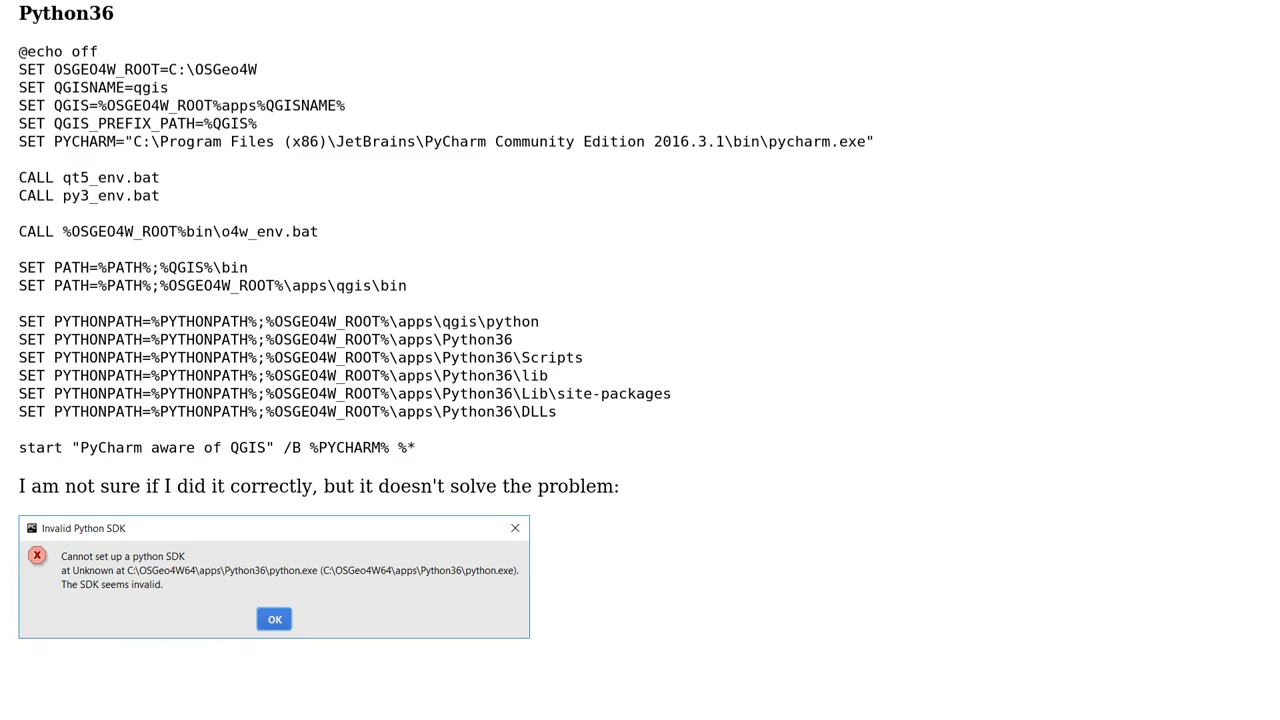 Python36
@echo off
SET OSGEO4W_ROOT=C:\OSGeo4W
SET QGISNAME=qgis
SET QGIS=%OSGEO4W_ROOT%apps%QGISNAME%
SET QGIS_PREFIX_PATH=%QGIS%
SET PYCHARM="C:\Program Files (x86)\JetBrains\PyCharm Community Edition 2016.3.1\bin\pycharm.exe"
CALL qt5_env.bat
CALL py3_env.bat
CALL %OSGEO4W_ROOT%bin\o4w_env.bat
SET PATH=%PATH%;%QGIS%\bin
SET PATH=%PATH%;%OSGEO4W_ROOT%\apps\qgis\bin
SET PYTHONPATH=%PYTHONPATH%;%OSGEO4W_ROOT%\apps\qgis\python
SET PYTHONPATH=%PYTHONPATH%;%OSGEO4W_ROOT%\apps\Python36
SET PYTHONPATH=%PYTHONPATH%;%OSGEO4W_ROOT%\apps\Python36\Scripts
SET PYTHONPATH=%PYTHONPATH%;%OSGEO4W_ROOT%\apps\Python36\lib
SET PYTHONPATH=%PYTHONPATH%;%OSGEO4W_ROOT%\apps\Python36\Lib\site-packages
SET PYTHONPATH=%PYTHONPATH%;%OSGEO4W_ROOT%\apps\Python36\DLLs
start "PyCharm aware of QGIS" /B %PYCHARM% %*
I am not sure if I did it correctly, but it doesn't solve the problem:
Invalid Python SDK
Cannot set up a python SDK
at Unknown at C:\OSGeo4W64\apps\Python36\python.exe (C:\OSGeo4W64\apps\Python36\python.exe).
The SDK seems invalid.
OK